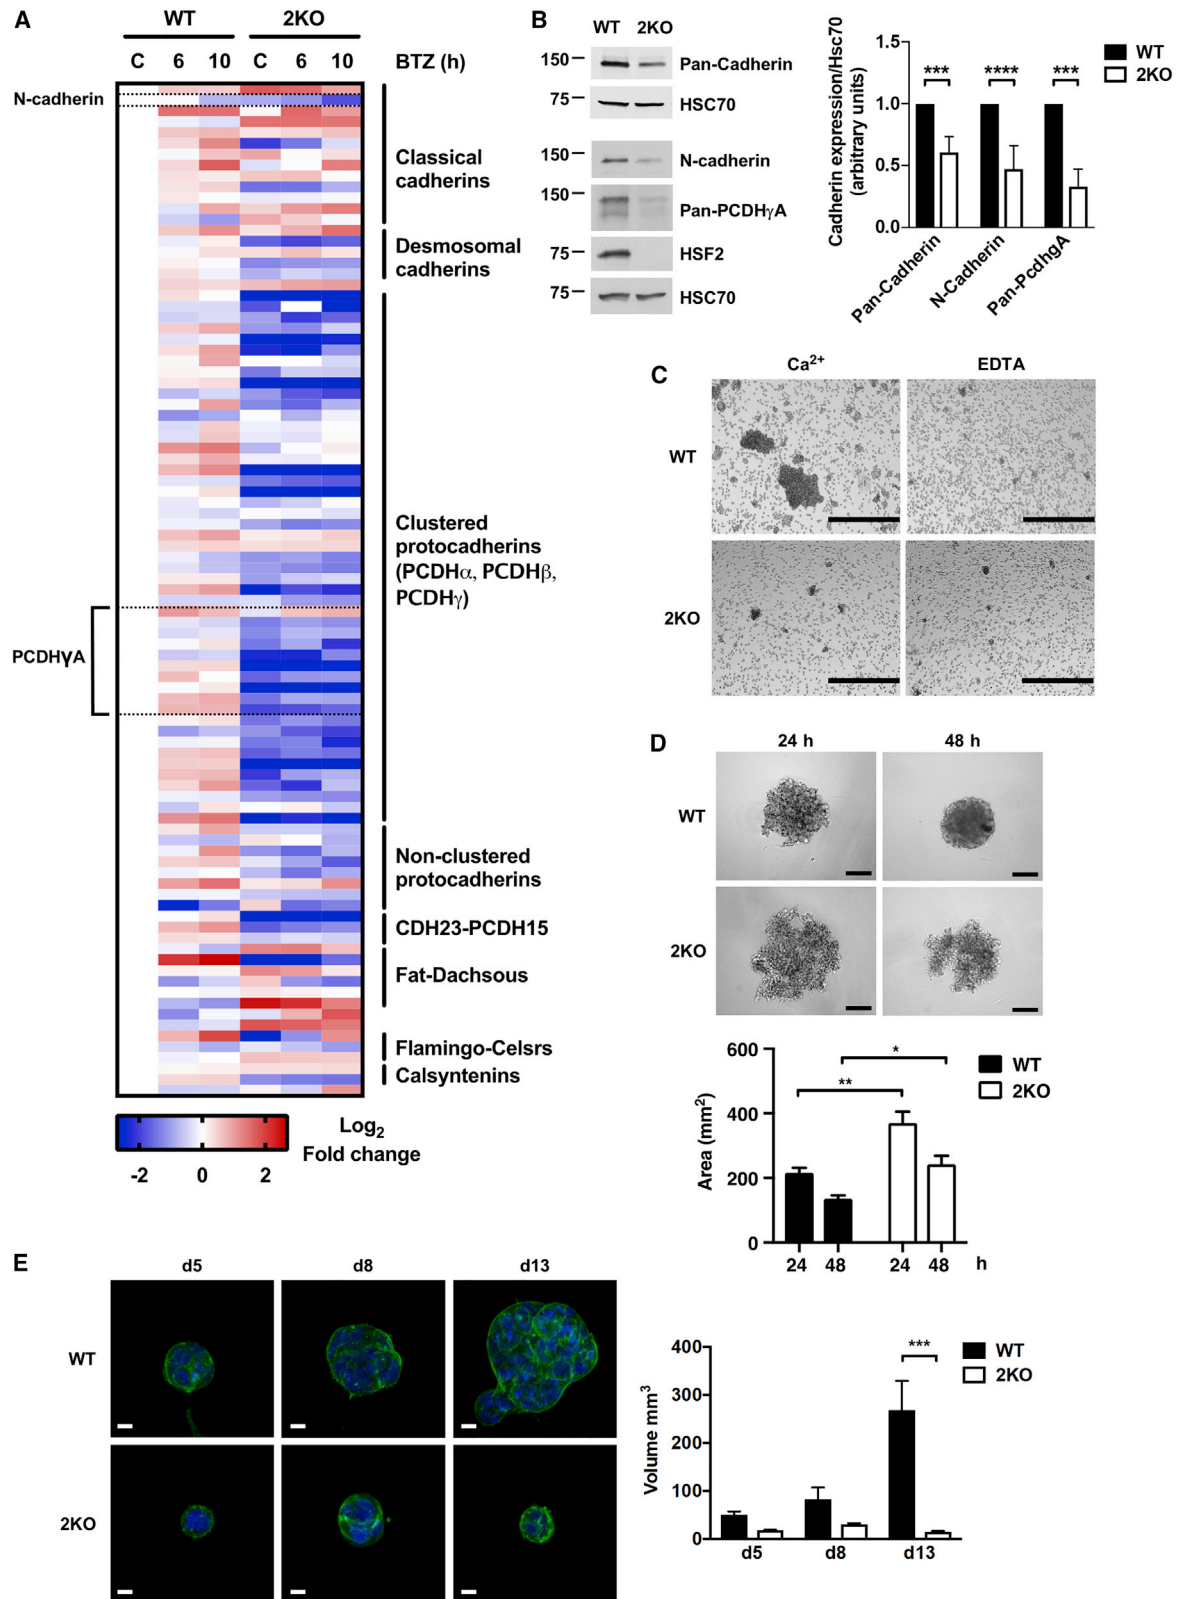 A
WT 2KO
C 6 10 C 6 10 BTZ (h)
N-cadherin
Classical
cadherins
Desmosomal
cadherins
Clustered
protocadherins
(PCDHα, PCDHβ,
PCDHγ)
PCDHγA
Non-clustered
protocadherins
CDH23-PCDH15
Fat-Dachsous
Flamingo-Celsrs
Calsyntenins
-2 0 2
Log2
Fold change
B
WT 2KO
150 Pan-Cadherin
75 HSC70
150 N-cadherin
150 Pan-PCDHγA
75 HSF2
75 HSC70
Cadherin expression/Hsc70
(arbitrary units)
1.5
1.0
0.5
0.0
*** **** ***
WT
2KO
Pan-Cadherin
N-Cadherin
Pan-PcdhgA
C
Ca2+ EDTA
WT
2KO
D
24 h 48 h
WT
2KO
Area (mm2)
600
400
200
0
*
**
WT
2KO
24 48 24 48 h
E
d5 d8 d13
WT
2KO
Volume mm3
400
300
200
100
0
***
WT
2KO
d5 d8 d13